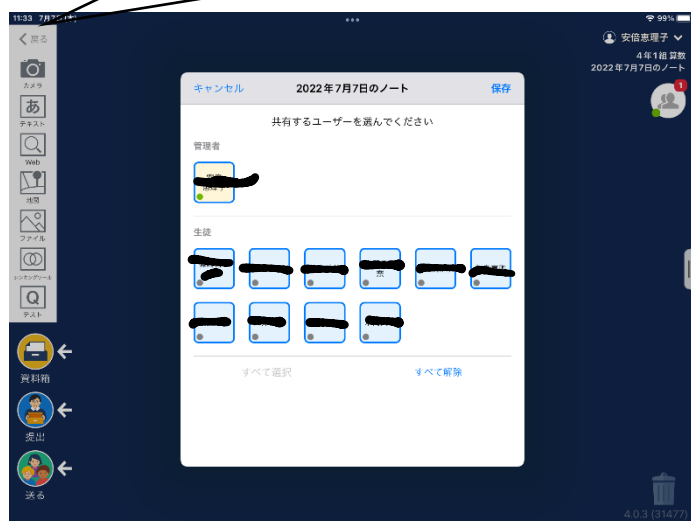 11:33 7月7日(木)
99%
戻る
安倍恵理子
4年1組 算数
2022年7月7日のノート
1
カメラ
あ
テキスト
Web
地図
ファイル
シンキングツール
Q
テスト
資料箱
提出
送る
キャンセル 2022年7月7日のノート 保存
共有するユーザーを選んでください
管理者
生徒
奈
すべて選択 すべて解除
4.0.3 (31477)